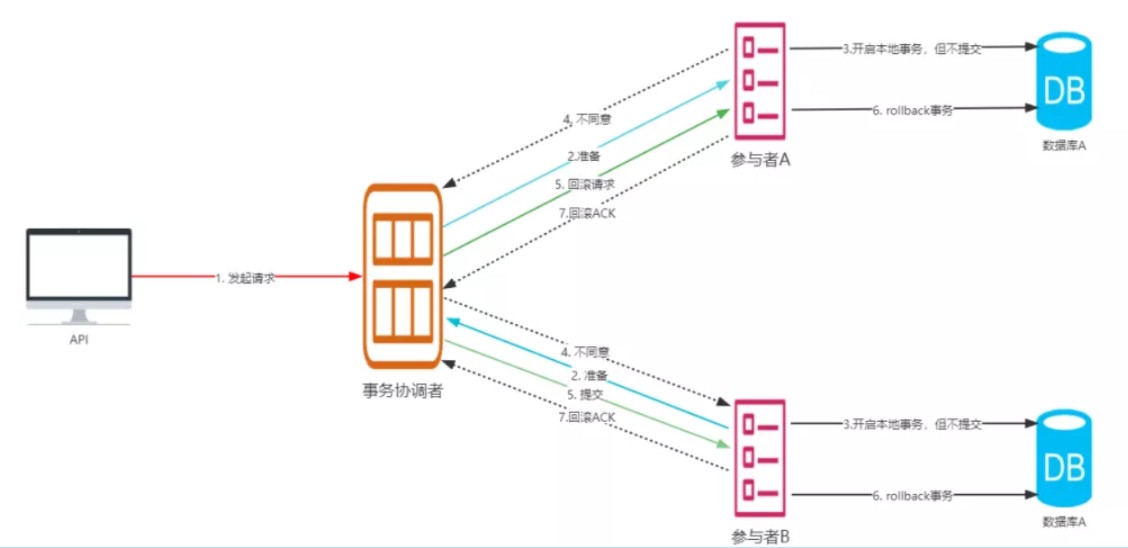 3.开启本地事务，但不提交
DB
4. 不同意
6. rollback事务
数据库A
2.准备
参与者A
5. 回滚请求
7.回滚ACK
1. 发起请求
API
4. 不同意
2. 准备
事务协调者
5. 提交
7.回滚ACK
3.开启本地事务，但不提交
DB
6. rollback事务
数据库A
参与者B